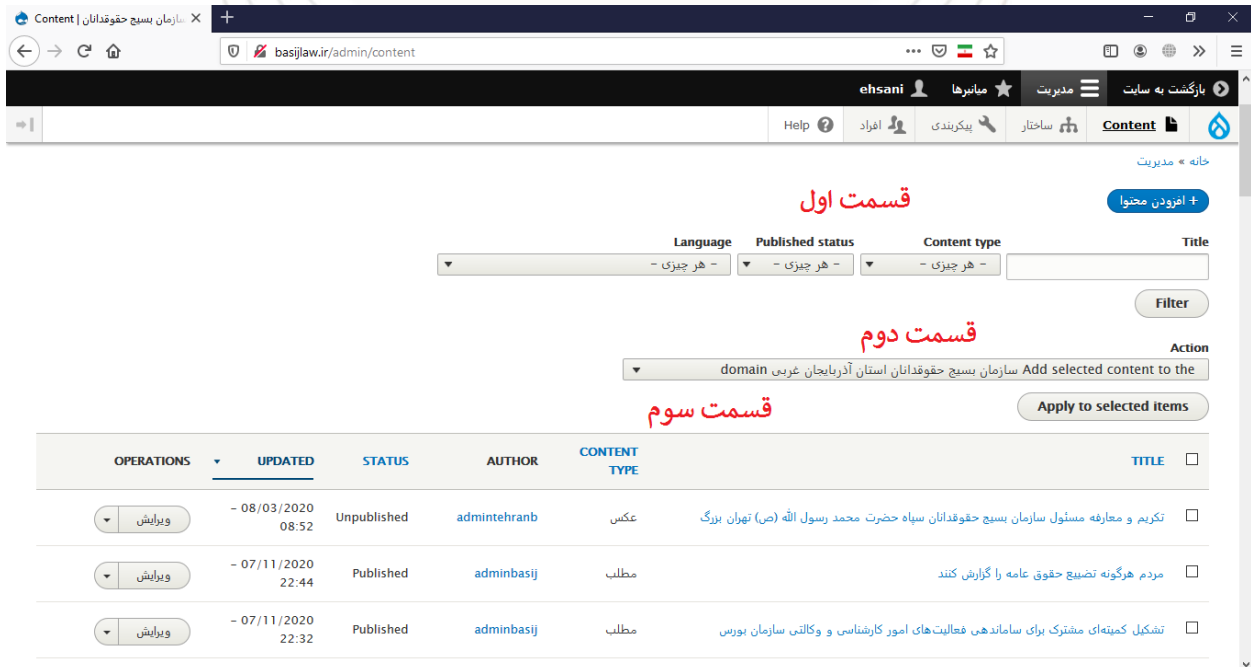 Content | سازمان بسیج حقوقدانان
basijlaw.ir/admin/content
بازگشت به سایت مدیریت میانبرها ehsani
Content ساختار پیکربندی افراد Help
خانه » مدیریت
+ افزودن محتوا
قسمت اول
Title Content type Published status Language
- هر چیزی - - هر چیزی - - هر چیزی -
Filter
قسمت دوم
Action
Add selected content to the سازمان بسیج حقوقدانان استان آذربایجان غربی domain
Apply to selected items
قسمت سوم
TITLE CONTENT TYPE AUTHOR STATUS UPDATED OPERATIONS
تکریم و معارفه مسئول سازمان بسیج حقوقدانان سپاه حضرت محمد رسول الله (ص) تهران بزرگ عکس admintehranb Unpublished 08/03/2020 - 08:52 ویرایش
مردم هرگونه تضییع حقوق عامه را گزارش کنند مطلب adminbasij Published 07/11/2020 - 22:44 ویرایش
تشکیل کمیته‌ای مشترک برای ساماندهی فعالیت‌های امور کارشناسی و وکالتی سازمان بورس مطلب adminbasij Published 07/11/2020 - 22:32 ویرایش